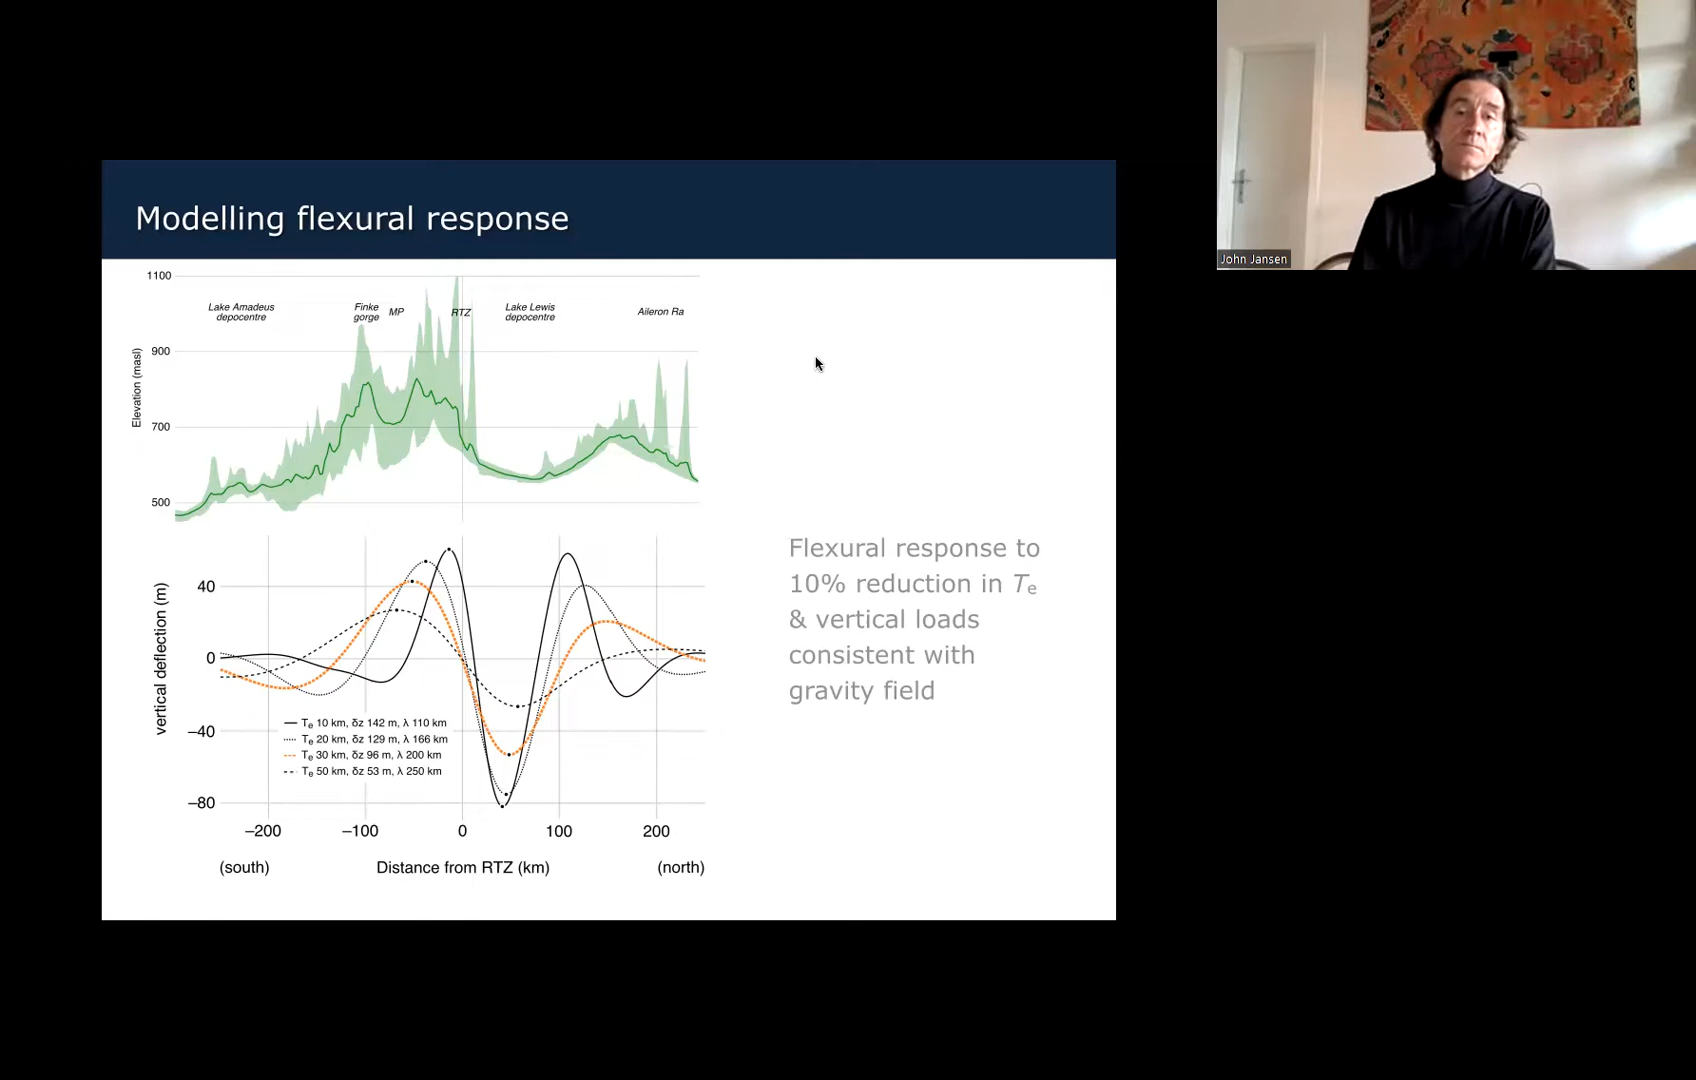 John Jansen
Modelling flexural response
1100
900
700
500
Elevation (masl)
Lake Amadeus
depocentre
Finke
gorge
MP
RTZ
Lake Lewis
depocentre
Aileron Ra
vertical deflection (m)
40
0
−40
−80
Te 10 km, δz 142 m, λ 110 km
Te 20 km, δz 129 m, λ 166 km
Te 30 km, δz 96 m, λ 200 km
Te 50 km, δz 53 m, λ 250 km
−200
−100
0
100
200
(south)
Distance from RTZ (km)
(north)
Flexural response to
10% reduction in Te
& vertical loads
consistent with
gravity field